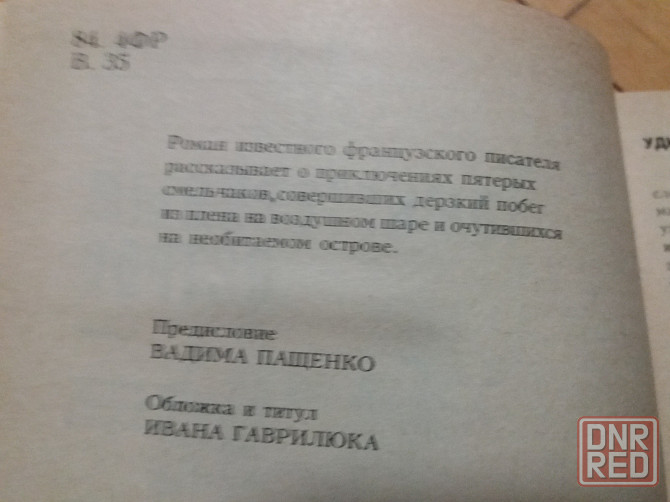 84. 4ФР
В. 35
Роман известного французского писателя
рассказывает о приключениях пятерых
смельчаков, совершивших дерзкий побег
из плена на воздушном шаре и очутившихся
на необитаемом острове.
Предисловие
ВАДИМА ПАЩЕНКО
Обложка и титул
ИВАНА ГАВРИЛЮКА
DNR
RED